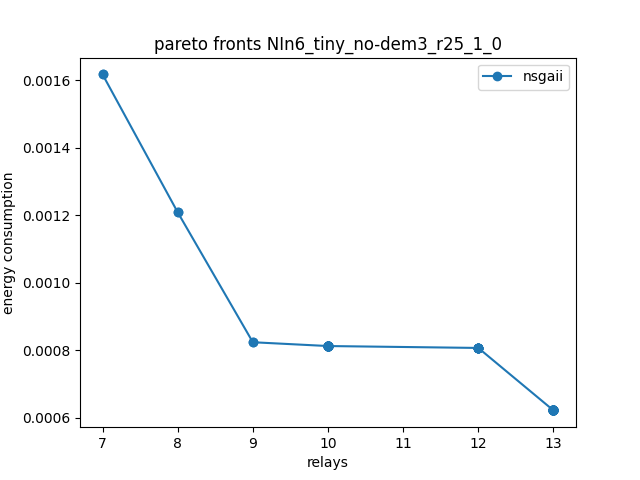 pareto fronts NIn6_tiny_no-dem3_r25_1_0
nsgaii
0.0016
0.0014
0.0012
0.0010
0.0008
0.0006
energy consumption
7 8 9 10 11 12 13
relays